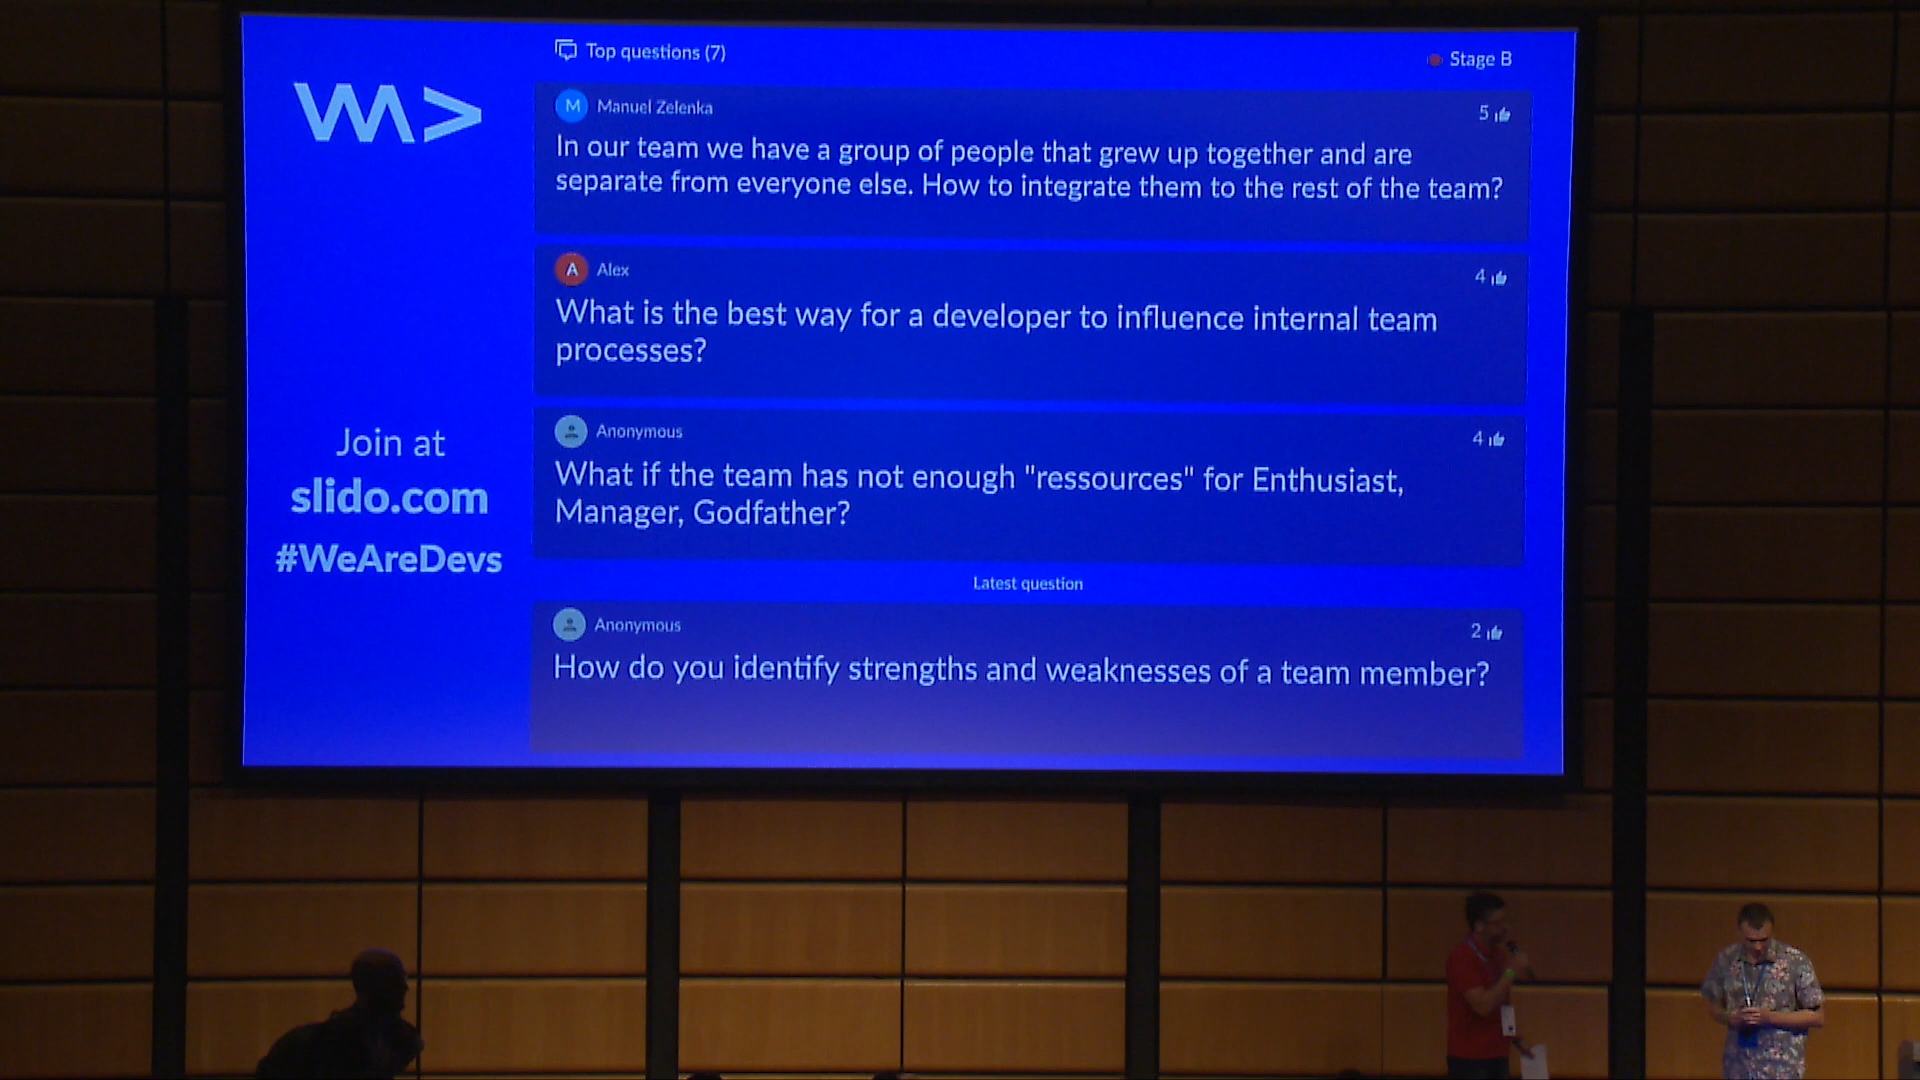 Top questions (7)
Stage B
WA>
M Manuel Zelenka
5
In our team we have a group of people that grew up together and are
separate from everyone else. How to integrate them to the rest of the team?
A Alex
4
What is the best way for a developer to influence internal team
processes?
Anonymous
4
What if the team has not enough "ressources" for Enthusiast,
Manager, Godfather?
Join at
slido.com
#WeAreDevs
Latest question
Anonymous
2
How do you identify strengths and weaknesses of a team member?